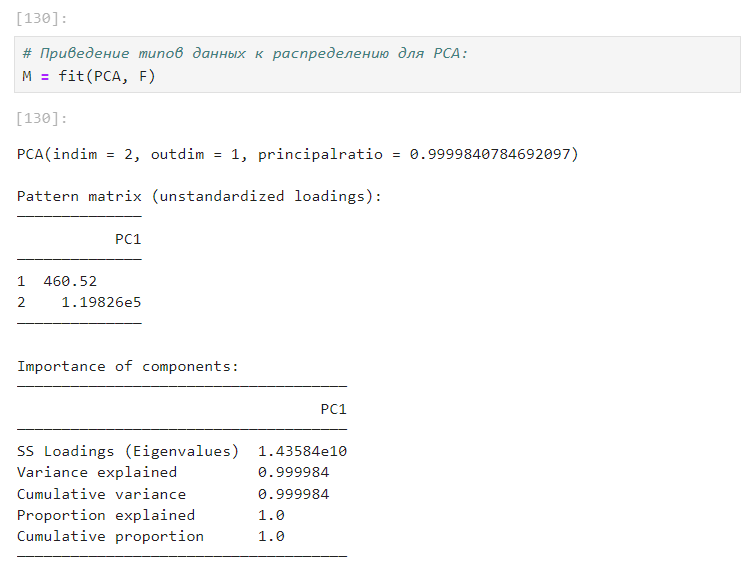 [130]:
# Приведение типов данных к распределению для PCA:
M = fit(PCA, F)
[130]:
PCA(indim = 2, outdim = 1, principalratio = 0.9999840784692097)
Pattern matrix (unstandardized loadings):
PC1
1  460.52
2    1.19826e5
Importance of components:
PC1
SS Loadings (Eigenvalues)  1.43584e10
Variance explained         0.999984
Cumulative variance        0.999984
Proportion explained       1.0
Cumulative proportion      1.0